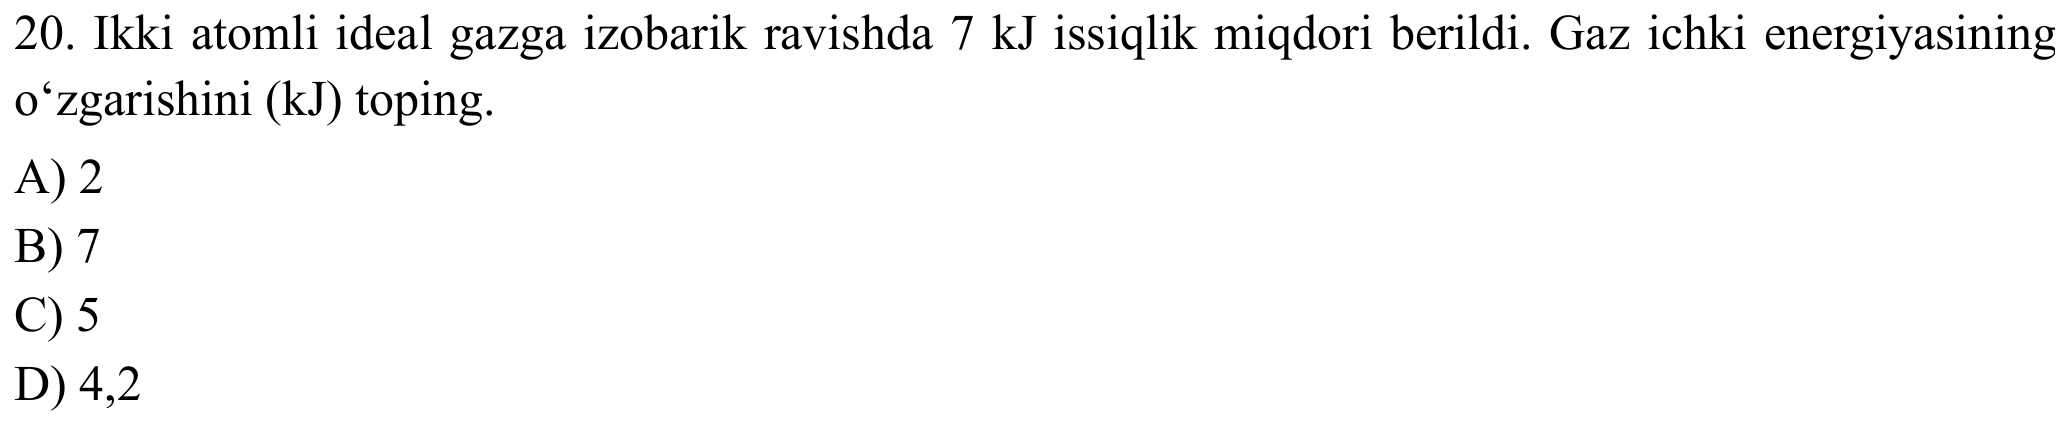 20. Ikki atomli ideal gazga izobarik ravishda 7 kJ issiqlik miqdori berildi. Gaz ichki energiyasining
o‘zgarishini (kJ) toping.
A) 2
B) 7
C) 5
D) 4,2